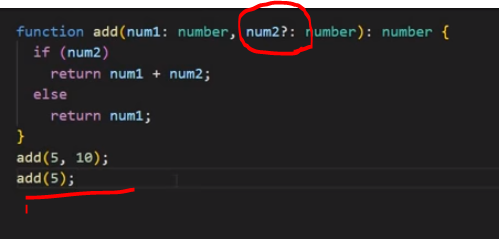 function add(num1: number, num2?: number): number {
if (num2)
return num1 + num2;
else
return num1;
}
add(5, 10);
add(5);